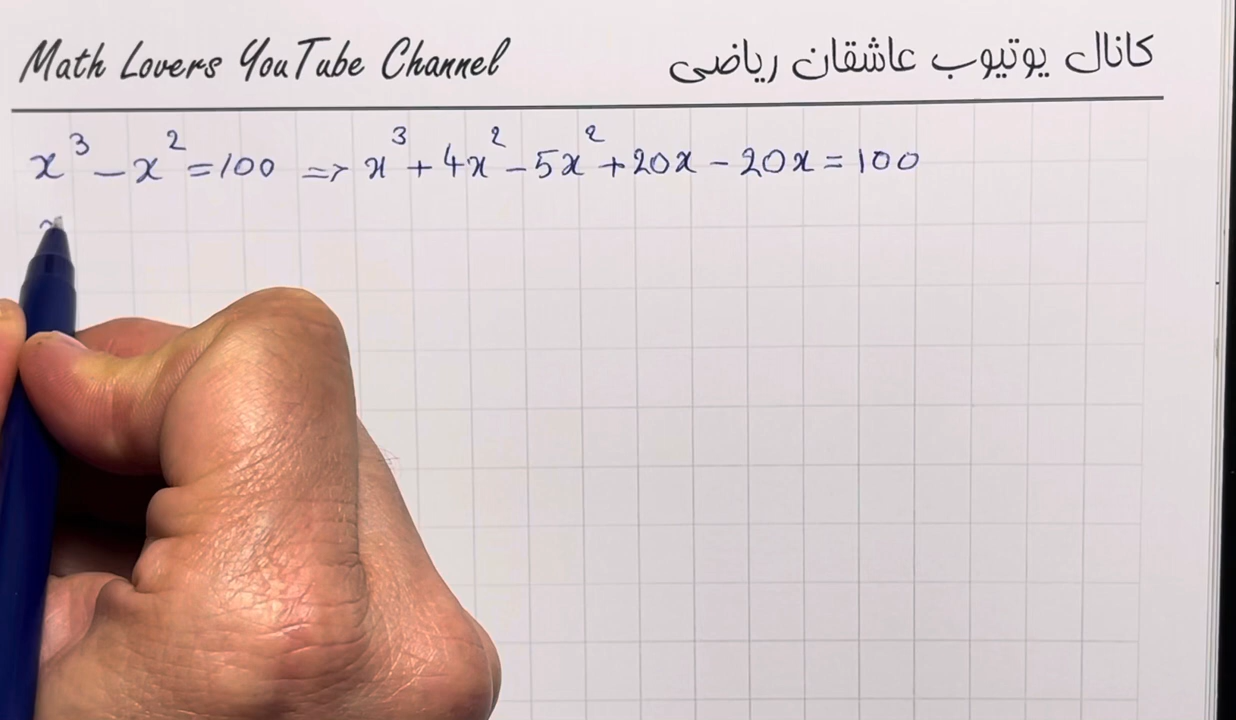 Math Lovers YouTube Channel
کانال یوتیوب عاشقان ریاضی
x³ - x² = 100 => x³ + 4x² - 5x² + 20x - 20x = 100